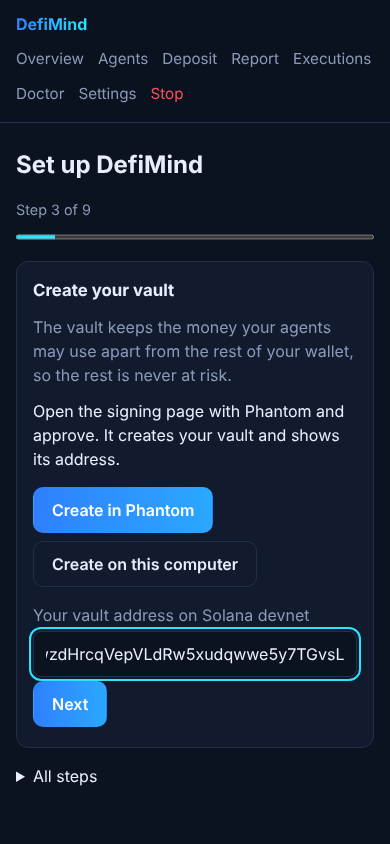 DefiMind
Overview Agents Deposit Report Executions
Doctor Settings Stop
Set up DefiMind
Step 3 of 9
Create your vault
The vault keeps the money your agents
may use apart from the rest of your wallet,
so the rest is never at risk.
Open the signing page with Phantom and
approve. It creates your vault and shows
its address.
Create in Phantom
Create on this computer
Your vault address on Solana devnet
zdHrcqVepVLdRw5xudqwwe5y7TGvsL
Next
All steps